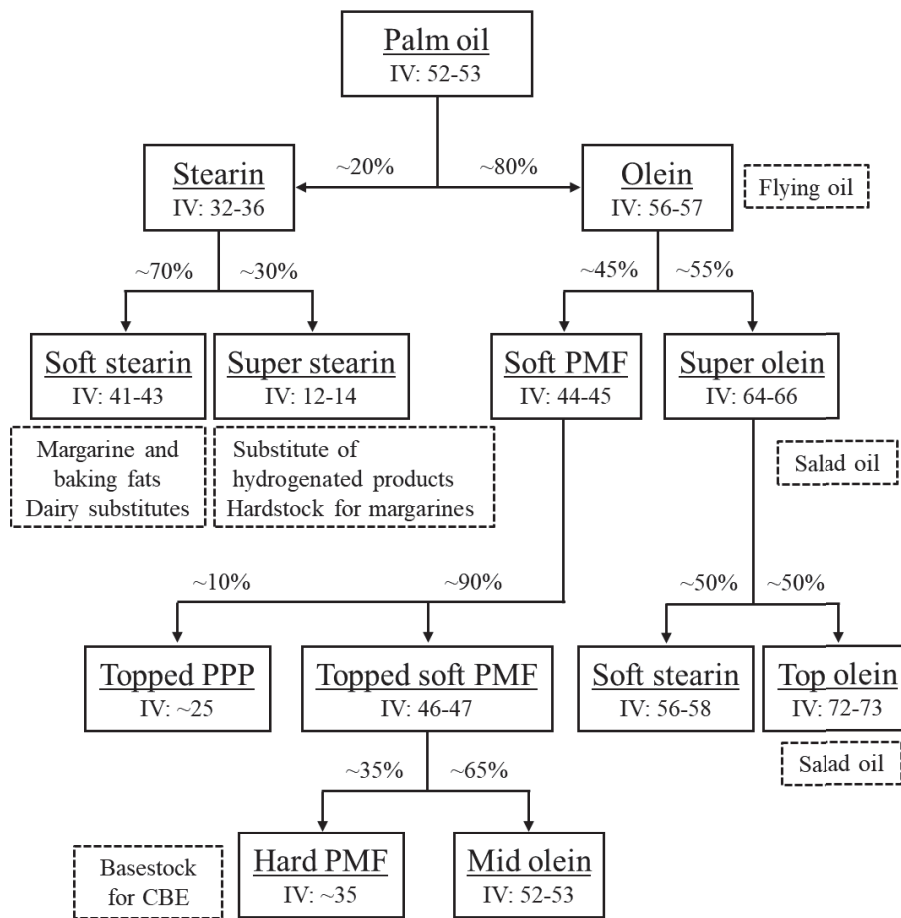 Palm oil
IV: 52-53
~20%
~80%
Stearin
IV: 32-36
Olein
IV: 56-57
Flying oil
~70%
~30%
~45%
~55%
Soft stearin
IV: 41-43
Super stearin
IV: 12-14
Soft PMF
IV: 44-45
Super olein
IV: 64-66
Margarine and
baking fats
Dairy substitutes
Substitute of
hydrogenated products
Hardstock for margarines
Salad oil
~10%
~90%
~50%
~50%
Topped PPP
IV: ~25
Topped soft PMF
IV: 46-47
Soft stearin
IV: 56-58
Top olein
IV: 72-73
Salad oil
~35%
~65%
Basestock
for CBE
Hard PMF
IV: ~35
Mid olein
IV: 52-53